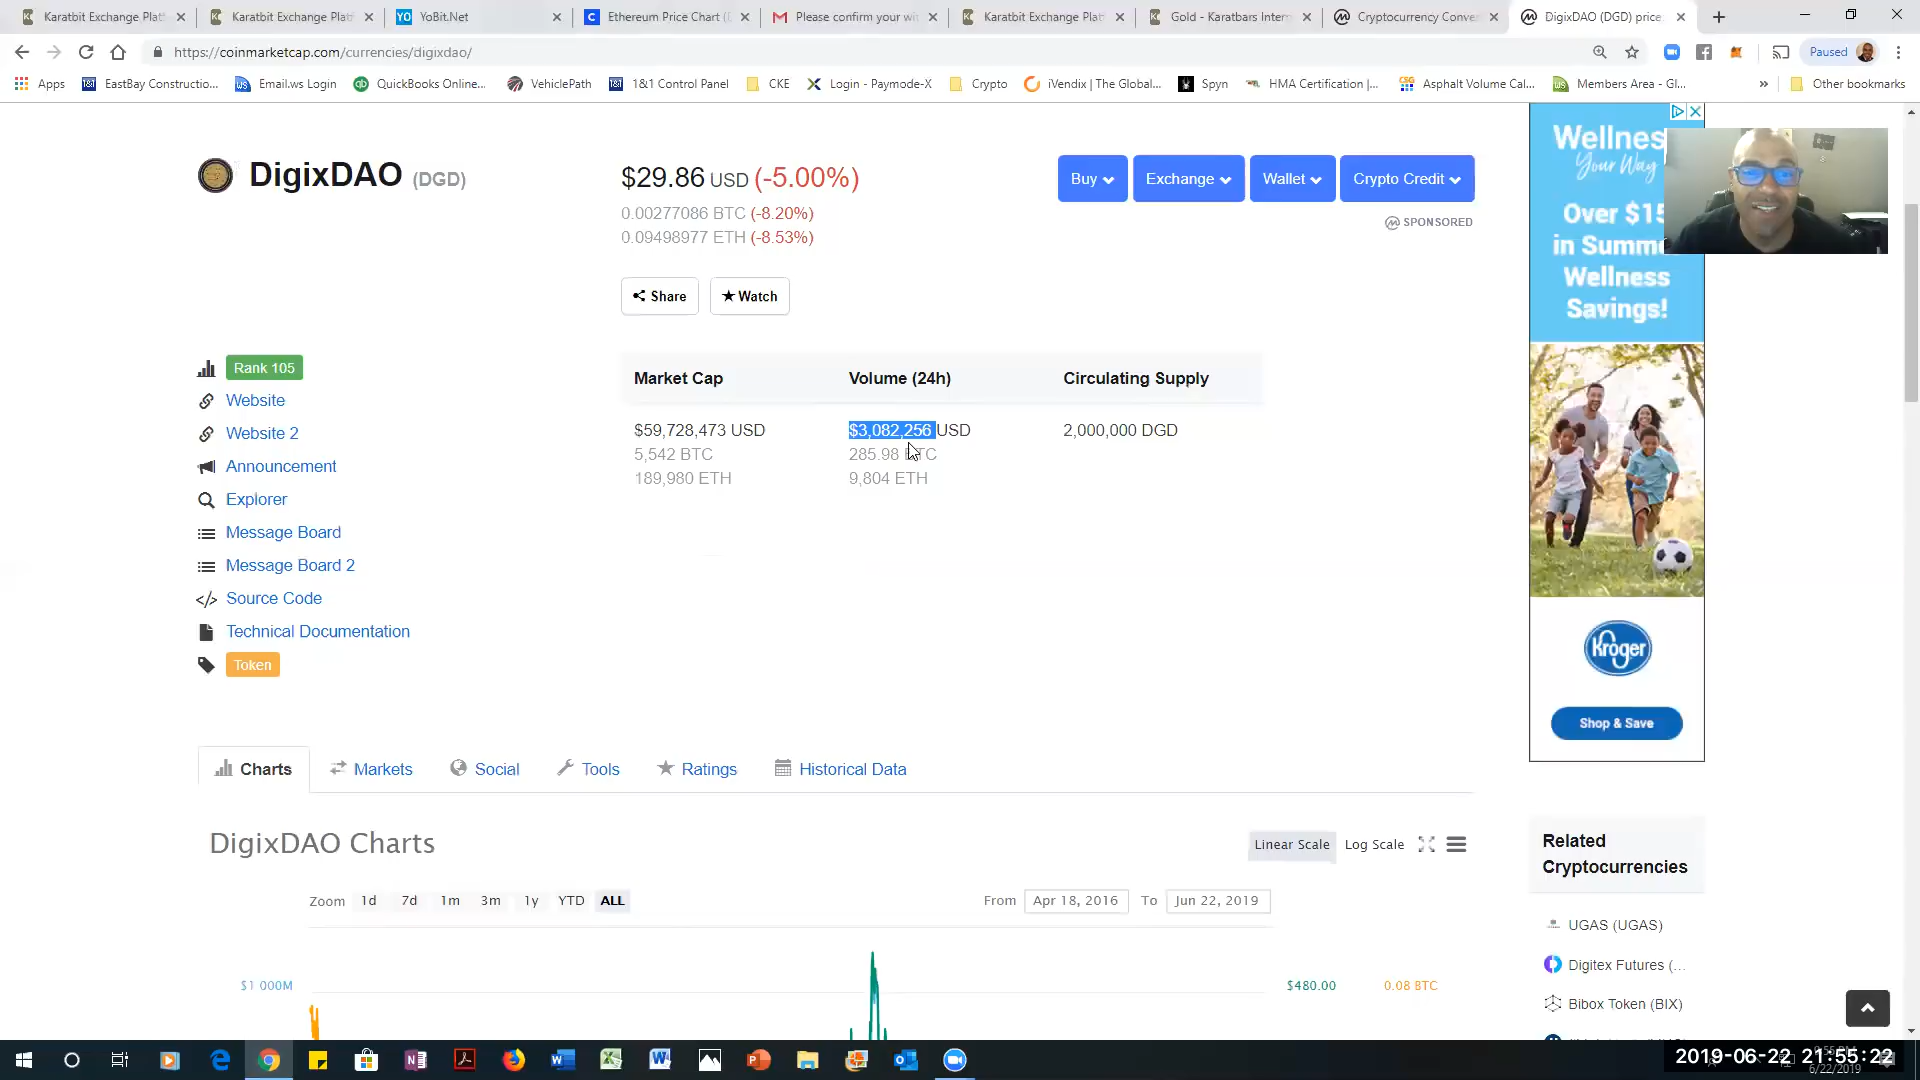 Karatbit Exchange Plat
Karatbit Exchange Plat
YO YoBit.Net
Ethereum Price Chart (
Please confirm your wi
Karatbit Exchange Plat
Gold - Karatbars Intern
Cryptocurrency Conve
DigixDAO (DGD) price
https://coinmarketcap.com/currencies/digixdao/
Paused
Apps
EastBay Constructio...
Email.ws Login
QuickBooks Online...
VehiclePath
1&1 Control Panel
CKE
Login - Paymode-X
Crypto
iVendix | The Global...
Spyn
HMA Certification |...
Asphalt Volume Cal...
Members Area - Gl...
Other bookmarks
DigixDAO (DGD)
$29.86 USD (-5.00%)
0.00277086 BTC (-8.20%)
0.09498977 ETH (-8.53%)
Buy
Exchange
Wallet
Crypto Credit
SPONSORED
Share
Watch
Rank 105
Website
Website 2
Announcement
Explorer
Message Board
Message Board 2
Source Code
Technical Documentation
Token
Market Cap
Volume (24h)
Circulating Supply
$59,728,473 USD
$3,082,256 USD
2,000,000 DGD
5,542 BTC
285.98 BTC
189,980 ETH
9,804 ETH
Wellnes
Your Way
Over $15
in Summe
Wellness
Savings!
Kroger
Shop & Save
Charts
Markets
Social
Tools
Ratings
Historical Data
DigixDAO Charts
Linear Scale
Log Scale
Zoom
1d
7d
1m
3m
1y
YTD
ALL
From
Apr 18, 2016
To
Jun 22, 2019
$1 000M
$480.00
0.08 BTC
Related
Cryptocurrencies
UGAS (UGAS)
Digitex Futures (...
Bibox Token (BIX)
2019-06-22 21:55:22
6/22/2019